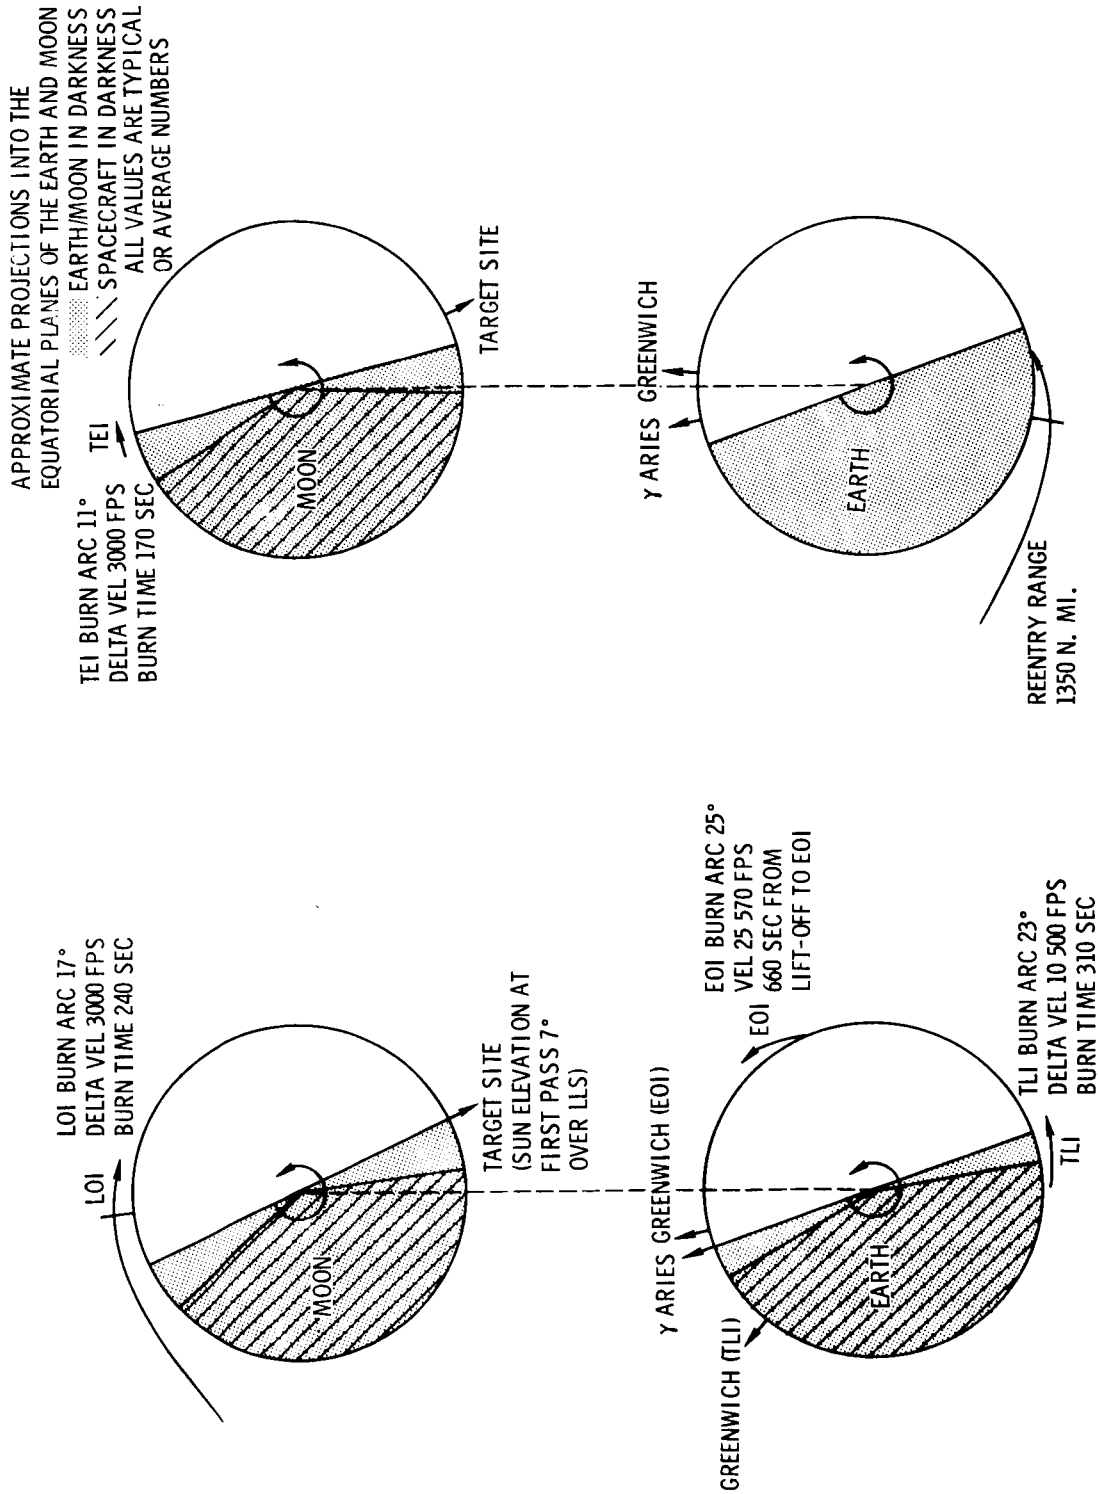 APPROXIMATE PROJECTIONS INTO THE
EQUATORIAL PLANES OF THE EARTH AND MOON
EARTH/MOON IN DARKNESS
SPACECRAFT IN DARKNESS
ALL VALUES ARE TYPICAL
OR AVERAGE NUMBERS
LOI BURN ARC 17°
DELTA VEL 3000 FPS
BURN TIME 240 SEC
LOI
MOON
TARGET SITE
(SUN ELEVATION AT
FIRST PASS 7°
OVER LLS)
TEI BURN ARC 11°
DELTA VEL 3000 FPS
BURN TIME 170 SEC
TEI
MOON
TARGET SITE
γ ARIES GREENWICH (EOI)
GREENWICH (TLI)
EOI BURN ARC 25°
VEL 25 570 FPS
660 SEC FROM
LIFT-OFF TO EOI
EOI
EARTH
TLI BURN ARC 23°
DELTA VEL 10 500 FPS
BURN TIME 310 SEC
TLI
γ ARIES GREENWICH
EARTH
REENTRY RANGE
1350 N. MI.